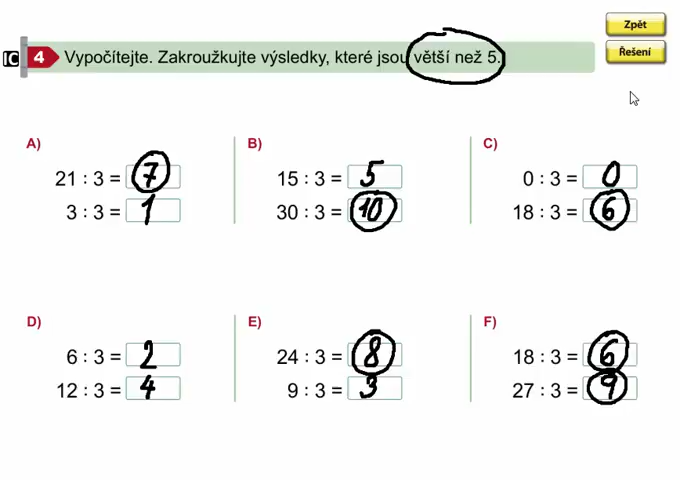 Zpět
IC 4 Vypočítejte. Zakroužkujte výsledky, které jsou větší než 5.
Řešení
A)
21 : 3 = 7
3 : 3 = 1
B)
15 : 3 = 5
30 : 3 = 10
C)
0 : 3 = 0
18 : 3 = 6
D)
6 : 3 = 2
12 : 3 = 4
E)
24 : 3 = 8
9 : 3 = 3
F)
18 : 3 = 6
27 : 3 = 9